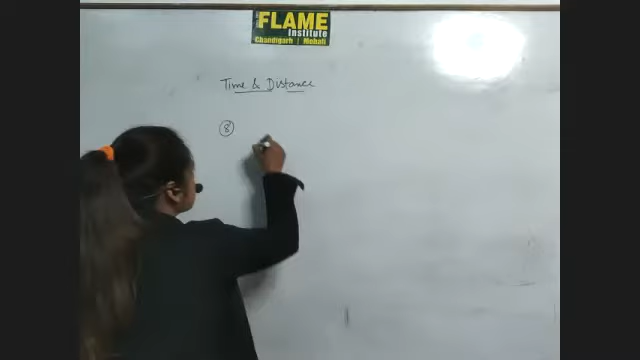 FLAME
Institute
Chandigarh | Mohali
Time & Distance
8